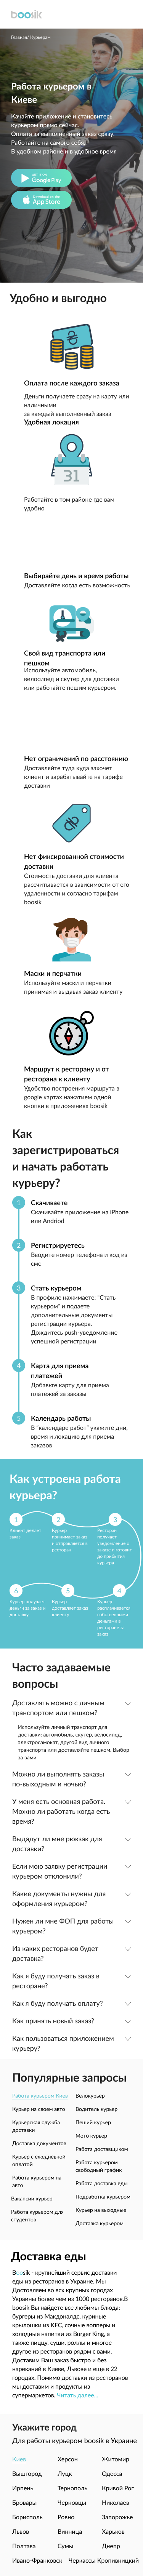 boosik
Главная/ Курьером
Работа курьером в
Киеве
Качайте приложение и становитесь
курьером прямо сейчас.
Оплата за выполненный заказ сразу.
Работайте на самого себя,
В удобном районе и в удобное время
GET IT ON
Google Play
Download on the
App Store
Удобно и выгодно
Оплата после каждого заказа
Деньги получаете сразу на карту или
наличными
за каждый выполненный заказ
Удобная локация
31
Работайте в том районе где вам
удобно
Выбирайте день и время работы
Доставляйте когда есть возможность
Свой вид транспорта или
пешком
Используйте автомобиль,
велосипед и скутер для доставки
или работайте пешим курьером.
Нет ограничений по расстоянию
Доставляйте туда куда захочет
клиент и зарабатывайте на тарифе
доставки
Нет фиксированной стоимости
доставки
Стоимость доставки для клиента
рассчитывается в зависимости от его
удаленности и согласно тарифам
boosik
Маски и перчатки
Используйте маски и перчатки
принимая и выдавая заказ клиенту
Маршрут к ресторану и от
ресторана к клиенту
Удобство построения маршрута в
google картах нажатием одной
кнопки в приложениях boosik
Как
зарегистрироваться
и начать работать
курьеру?
1 Скачиваете
Скачивайте приложение на iPhone
или Andriod
2 Регистрируетесь
Вводите номер телефона и код из
смс
3 Стать курьером
В профиле нажимаете: "Стать
курьером" и подаете
дополнительные документы
регистрации курьера.
Дождитесь push-уведомление
успешной регистрации
4 Карта для приема
платежей
Добавьте карту для приема
платежей за заказы
5 Календарь работы
В "календаре работ" укажите дни,
время и локацию для приема
заказов
Как устроена работа
курьера?
1
Клиент делает
заказ
2
Курьер
принимает заказ
и отправляется в
ресторан
3
Ресторан
получает
уведомление о
заказе и готовит
до прибытия
курьера
6
Курьер получает
деньги за заказ и
доставку
5
Курьер
доставляет заказ
клиенту
4
Курьер
расплачивается
собственными
деньгами в
ресторане за
заказ
Часто задаваемые
вопросы
Доставлять можно с личным
транспортом или пешком?
Используйте личный транспорт для
доставки: автомобиль, скутер, велосипед,
электросамокат, другой вид личного
транспорта или доставляйте пешком. Выбор
за вами
Можно ли выполнять заказы
по-выходным и ночью?
У меня есть основная работа.
Можно ли работать когда есть
время?
Выдадут ли мне рюкзак для
доставки?
Если мою заявку регистрации
курьером отклонили?
Какие документы нужны для
оформления курьером?
Нужен ли мне ФОП для работы
курьером?
Из каких ресторанов будет
доставка?
Как я буду получать заказ в
ресторане?
Как я буду получать оплату?
Как принять новый заказ?
Как пользоваться приложением
курьеру?
Популярные запросы
Работа курьером Киев
Курьер на своем авто
Курьерская служба
доставки
Доставка документов
Курьер с ежедневной
оплатой
Работа курьером на
авто
Вакансии курьер
Работа курьером для
студентов
Велокурьер
Водитель курьер
Пеший курьер
Мото курьер
Работа доставщиком
Работа курьером
свободный график
Работа доставка еды
Подработка курьером
Курьер на выходные
Доставка курьером
Доставка еды
Boosik - крупнейший сервис доставки
еды из ресторанов в Украине. Мы
Доставляем во всех крупных городах
Украины более чем из 1000 ресторанов.В
boosik Вы найдете все любимы блюда:
бургеры из Макдоналдс, куриные
крылошки из KFC, сочные вопперы и
холодные напитки из Burger King, а
также пиццу, суши, роллы и многое
другое из ресторанов рядом с вами.
Доставим Ваш заказ быстро и без
нареканий в Киеве, Львове и еще в 22
городах. Помимо доставки из ресторанов
мы доставим и продукты из
супермаркетов. Читать далее...
Укажите город
Для работы курьером boosik в Украине
Киев Херсон Житомир
Вышгород Луцк Одесса
Ирпень Тернополь Кривой Рог
Бровары Черновцы Николаев
Борисполь Ровно Запорожье
Львов Винница Харьков
Полтава Сумы Днепр
Ивано-Франковск Черкассы Кропивницкий